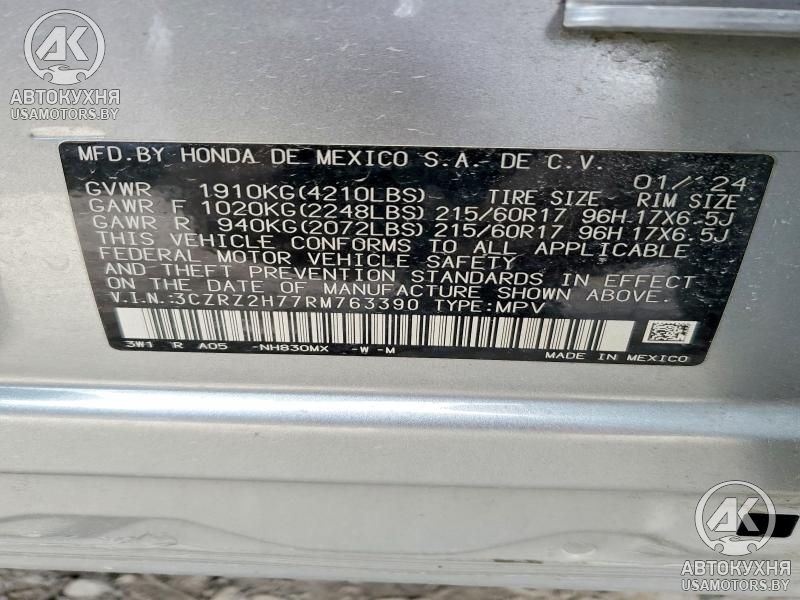 AK
АВТОКУХНЯ
USAMOTORS.BY
MFD.BY HONDA DE MEXICO S.A. DE C.V.
01/24
GVWR 1910KG(4210LBS) TIRE SIZE RIM SIZE
GAWR F 1020KG(2248LBS) 215/60R17 96H 17X6.5J
GAWR R 940KG(2072LBS) 215/60R17 96H 17X6.5J
THIS VEHICLE CONFORMS TO ALL APPLICABLE
FEDERAL MOTOR VEHICLE SAFETY
AND THEFT PREVENTION STANDARDS IN EFFECT
ON THE DATE OF MANUFACTURE SHOWN ABOVE.
V.I.N.:3CZRZ2H77RM763390 TYPE:MPV
3W1 R A05 -NH830MX -W -M
MADE IN MEXICO
AK
АВТОКУХНЯ
USAMOTORS.BY